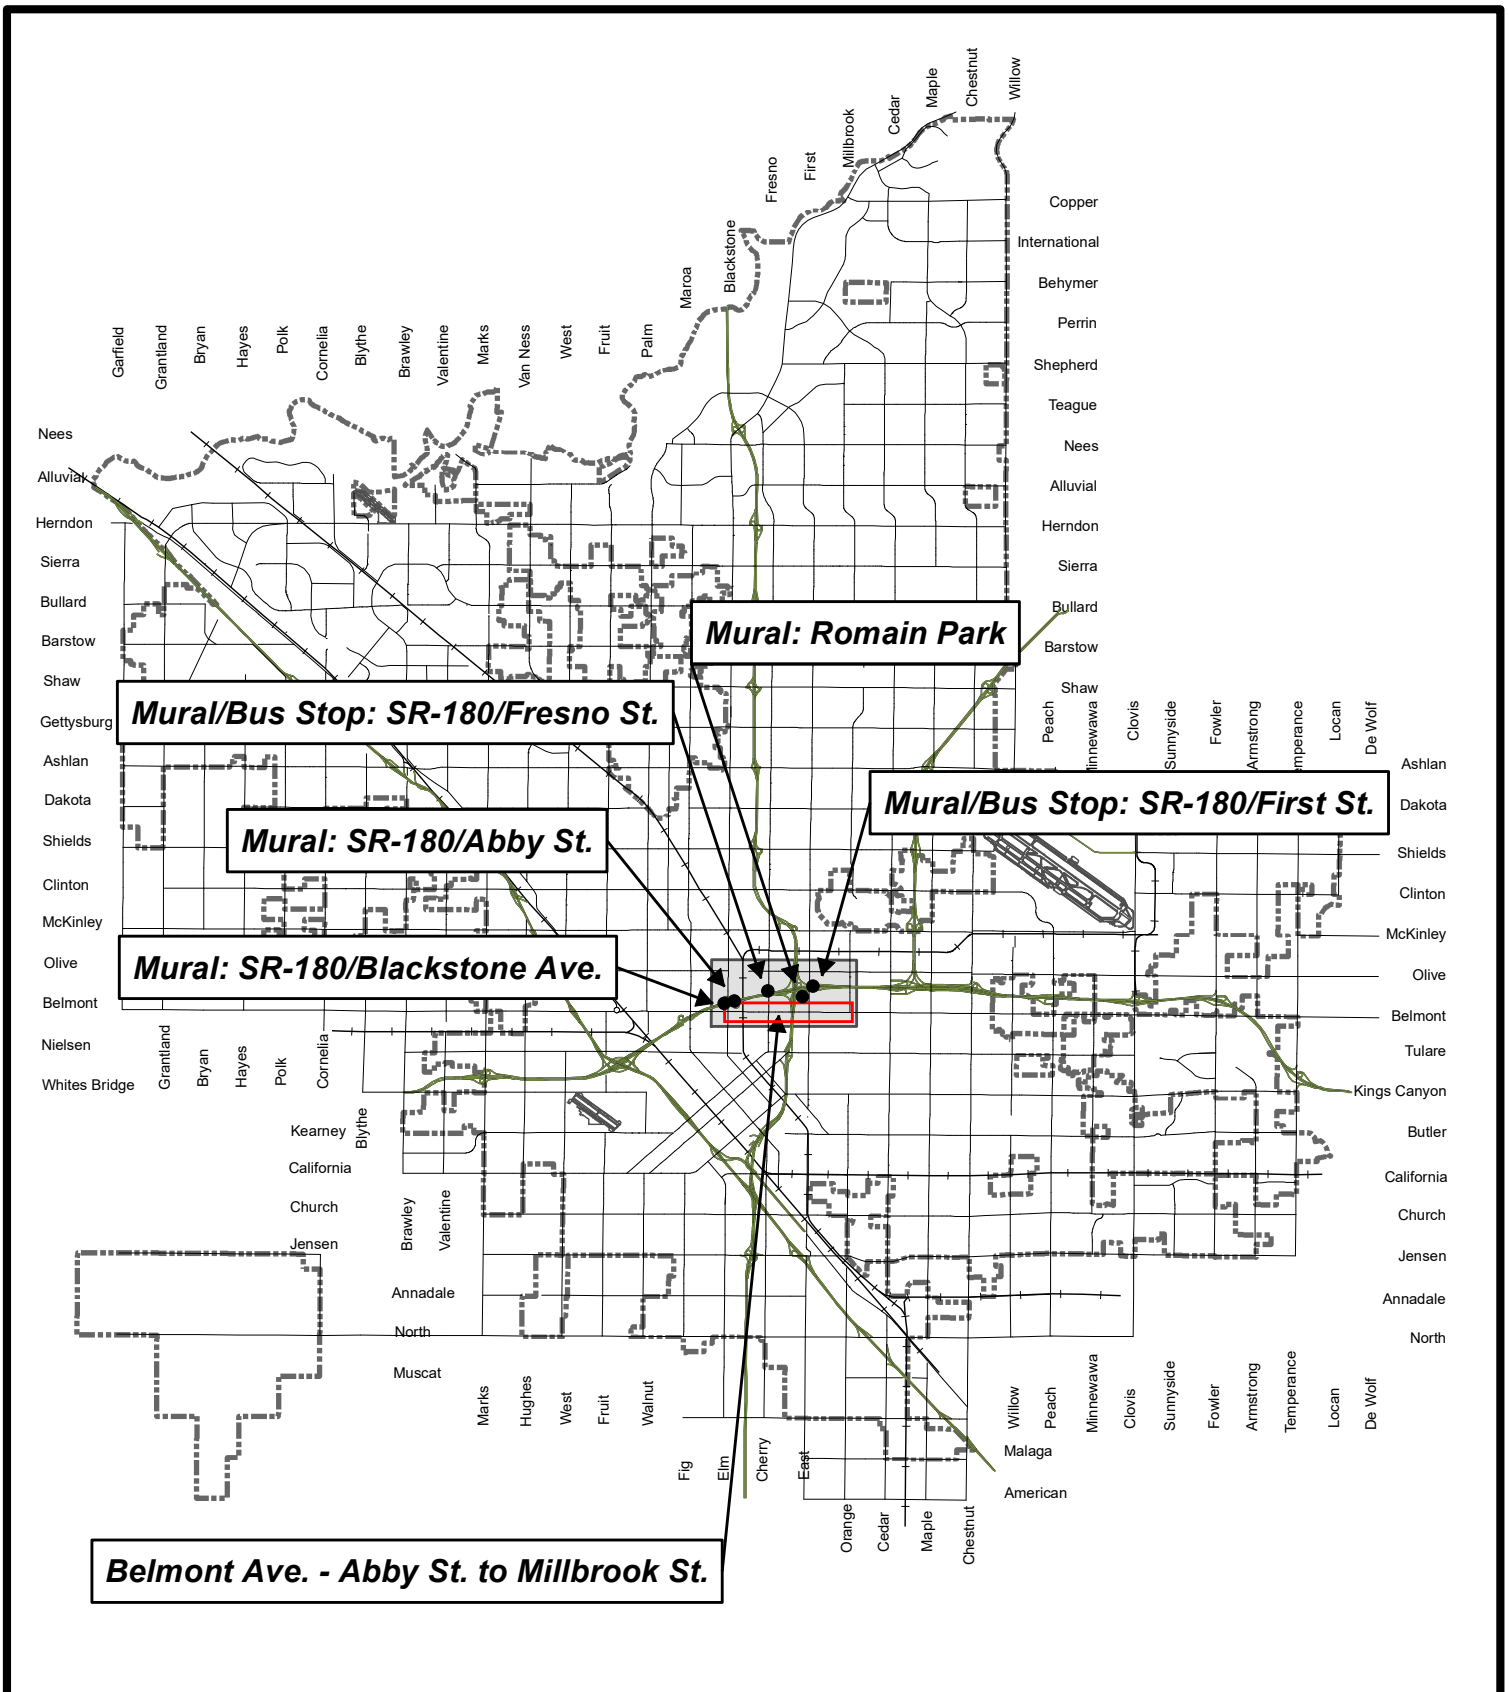 Willow
Chestnut
Maple
Cedar
Millbrook
First
Fresno
Blackstone
Maroa
Palm
Fruit
West
Van Ness
Marks
Valentine
Brawley
Blythe
Cornelia
Polk
Hayes
Bryan
Grantland
Garfield
Copper
International
Behymer
Perrin
Shepherd
Teague
Nees
Alluvial
Herndon
Sierra
Bullard
Barstow
Shaw
Nees
Alluvial
Herndon
Sierra
Bullard
Barstow
Shaw
Gettysburg
Ashlan
Dakota
Shields
Clinton
McKinley
Olive
Belmont
Nielsen
Whites Bridge
Mural: Romain Park
Mural/Bus Stop: SR-180/Fresno St.
Mural/Bus Stop: SR-180/First St.
Mural: SR-180/Abby St.
Mural: SR-180/Blackstone Ave.
Peach
innewawa
Clovis
Sunnyside
Fowler
Armstrong
mperance
Locan
De Wolf
Ashlan
Dakota
Shields
Clinton
McKinley
Olive
Belmont
Tulare
Kings Canyon
Butler
California
Church
Jensen
Annadale
North
Grantland
Bryan
Hayes
Polk
Cornelia
Blythe
Kearney
California
Church
Jensen
Brawley
Valentine
Annadale
North
Muscat
Marks
Hughes
West
Fruit
Walnut
Fig
Elm
Cherry
East
Orange
Cedar
Maple
Chestnut
Willow
Peach
Minnewawa
Clovis
Sunnyside
Fowler
Armstrong
Temperance
Locan
De Wolf
Malaga
American
Belmont Ave. - Abby St. to Millbrook St.